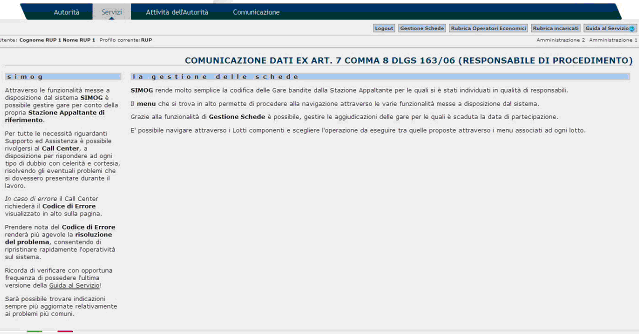 Autorità Servizi Attività dell'Autorità Comunicazione
Logout Gestione Schede Rubrica Operatori Economici Rubrica incaricati Guida al Servizio
Utente: Cognome RUP 1 Nome RUP 1 Profilo corrente: RUP Amministrazione 2 Amministrazione 1
COMUNICAZIONE DATI EX ART. 7 COMMA 8 DLGS 163/06 (RESPONSABILE DI PROCEDIMENTO)
simog
Attraverso le funzionalità messe a
disposizione dal sistema SIMOG è
possibile gestire gare per conto della
propria Stazione Appaltante di
riferimento.
Per tutte le necessità riguardanti
Supporto ed Assistenza è possibile
rivolgersi al Call Center, a
disposizione per rispondere ad ogni
tipo di dubbio con celerità e cortesia,
risolvendo gli eventuali problemi che
si dovessero presentare durante il
lavoro.
In caso di errore il Call Center
richiederà il Codice di Errore
visualizzato in alto sulla pagina.
Prendere nota del Codice di Errore
renderà più agevole la risoluzione
del problema, consentendo di
ripristinare rapidamente l'operatività
sul sistema.
Ricorda di verificare con opportuna
frequenza di possedere l'ultima
versione della Guida al Servizio!
Sarà possibile trovare indicazioni
sempre più aggiornate relativamente
ai problemi più comuni.
la gestione delle schede
SIMOG rende molto semplice la codifica delle Gare bandite dalla Stazione Appaltante per le quali si è stati individuati in qualità di responsabili.
Il menu che si trova in alto permette di procedere alla navigazione attraverso le varie funzionalità messe a disposizione dal sistema.
Grazie alla funzionalità di Gestione Schede è possibile, gestire le aggiudicazioni delle gare per le quali è scaduta la data di partecipazione.
E' possibile navigare attraverso i Lotti componenti e scegliere l'operazione da eseguire tra quelle proposte attraverso i menu associati ad ogni lotto.